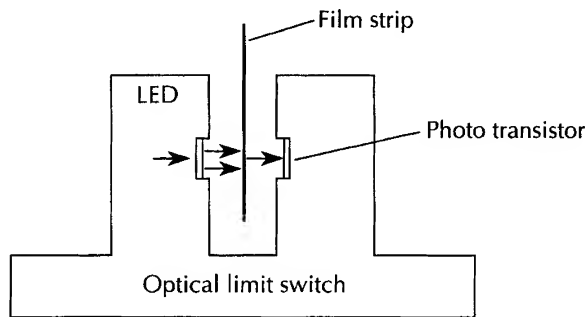 Film strip
LED
Photo transistor
Optical limit switch